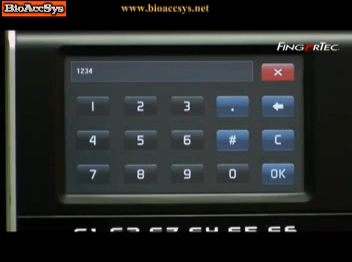 BioAccSys
www.bioaccsys.net
FINGERTEC
1234
X
1 2 3 .
4 5 6 # C
7 8 9 0 OK